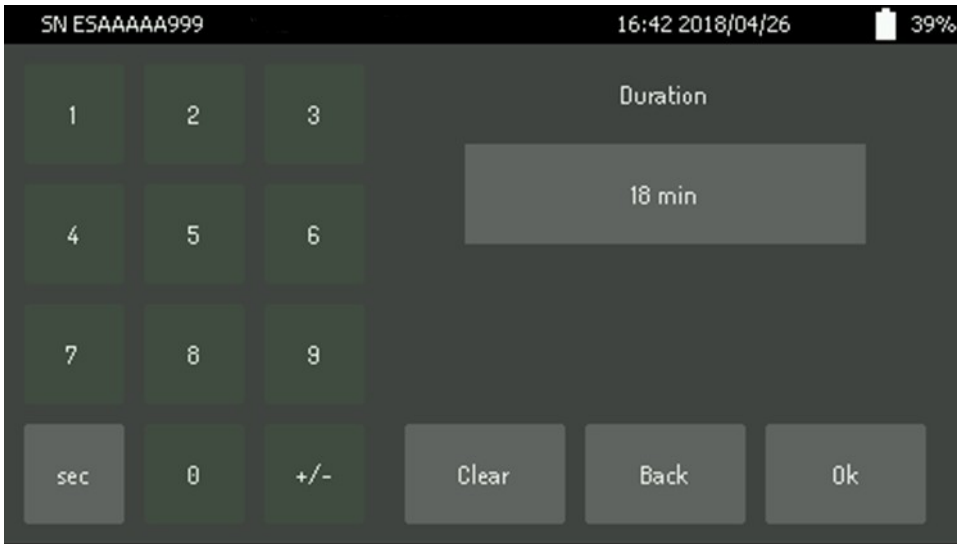 SN ESAAAAA999 16:42 2018/04/26 39%
Duration
1 2 3
18 min
4 5 6
7 8 9
sec 0 +/- Clear Back Ok